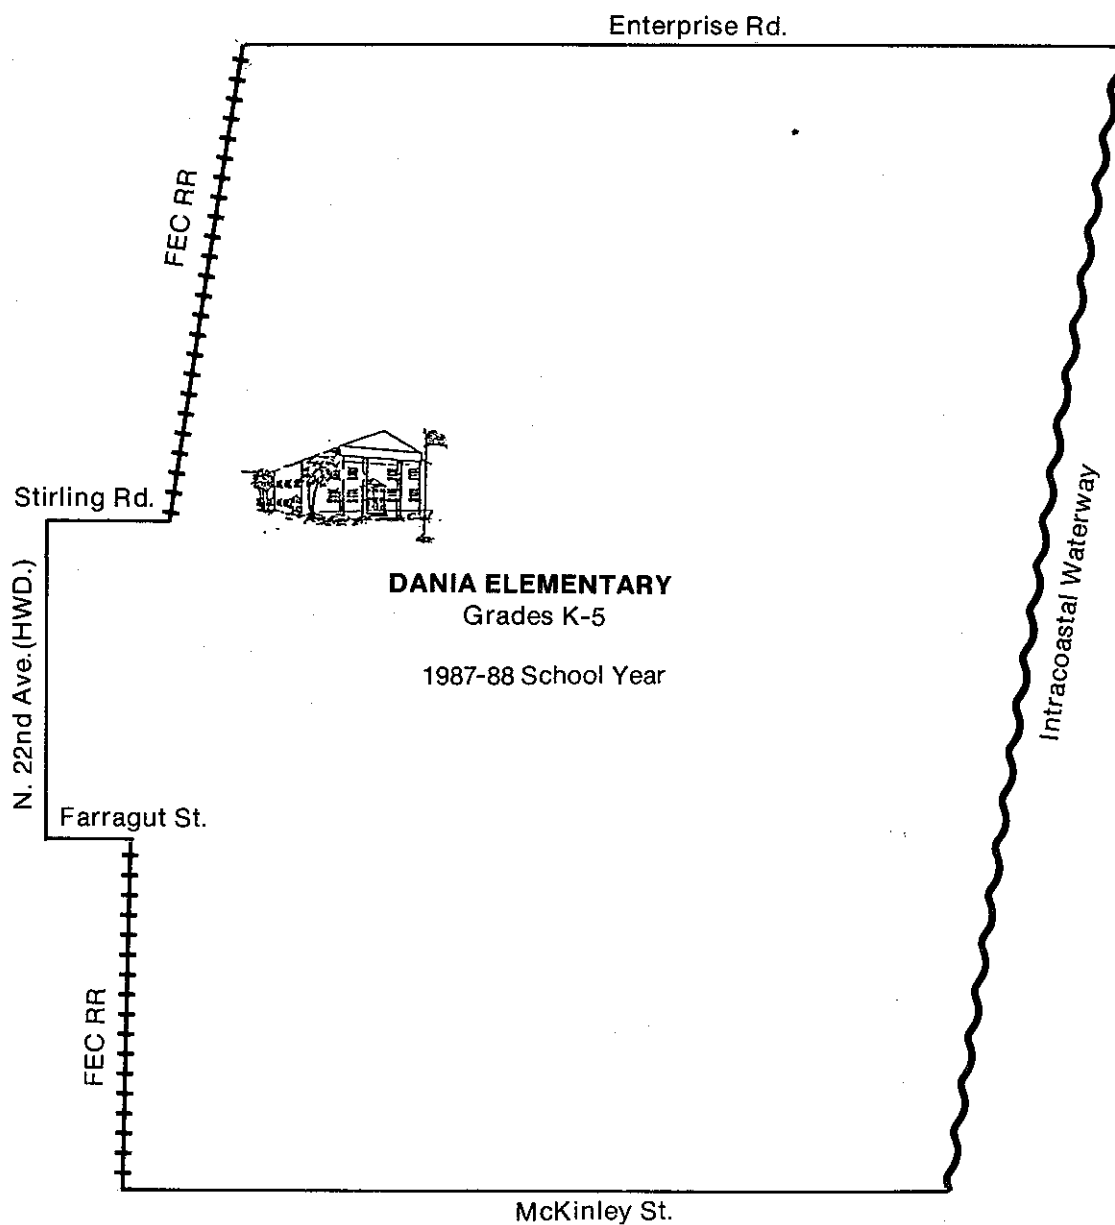 Enterprise Rd.
FEC RR
Stirling Rd.
DANIA ELEMENTARY
Grades K-5
1987-88 School Year
Intracoastal Waterway
N. 22nd Ave.(HWD.)
Farragut St.
FEC RR
McKinley St.